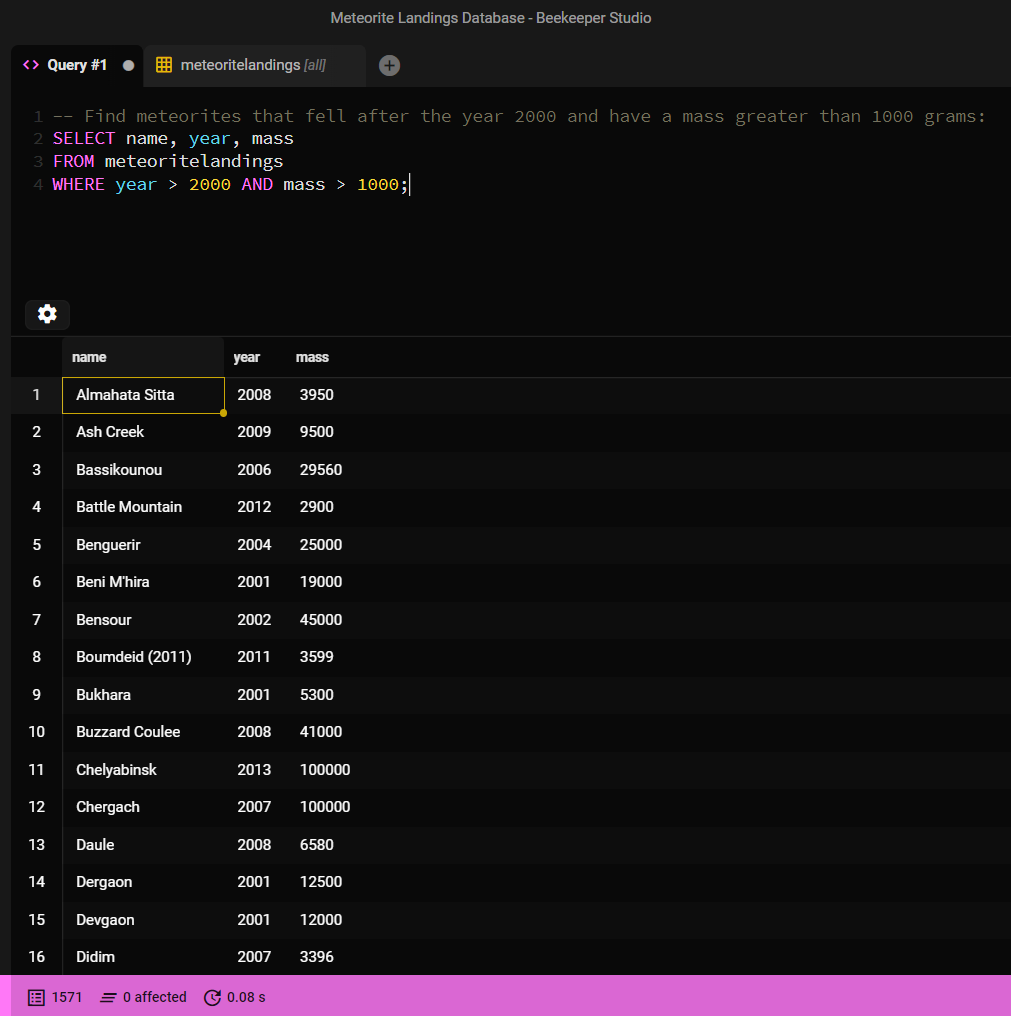 Meteorite Landings Database - Beekeeper Studio
<> Query #1 meteoritelandings [all]
1 -- Find meteorites that fell after the year 2000 and have a mass greater than 1000 grams:
2 SELECT name, year, mass
3 FROM meteoritelandings
4 WHERE year > 2000 AND mass > 1000;
name year mass
1 Almahata Sitta 2008 3950
2 Ash Creek 2009 9500
3 Bassikounou 2006 29560
4 Battle Mountain 2012 2900
5 Benguerir 2004 25000
6 Beni M'hira 2001 19000
7 Bensour 2002 45000
8 Boumdeid (2011) 2011 3599
9 Bukhara 2001 5300
10 Buzzard Coulee 2008 41000
11 Chelyabinsk 2013 100000
12 Chergach 2007 100000
13 Daule 2008 6580
14 Dergaon 2001 12500
15 Devgaon 2001 12000
16 Didim 2007 3396
1571 0 affected 0.08 s